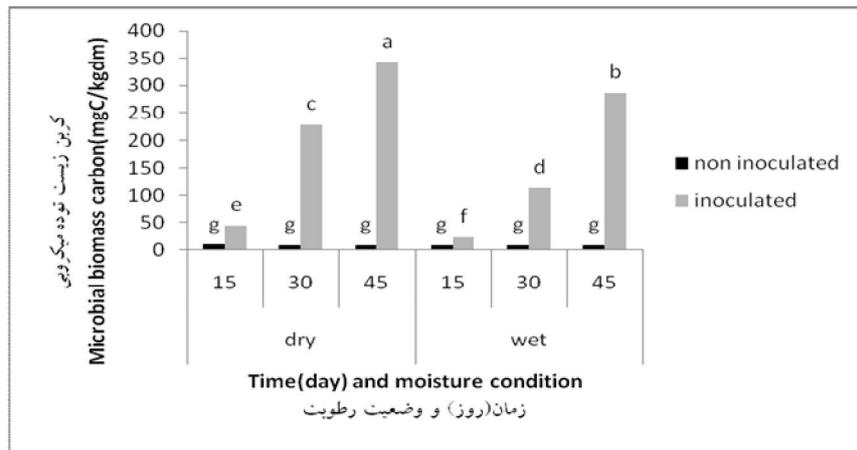 400
350
300
250
200
150
100
50
0
کربن زیست توده میکروبی
Microbial biomass carbon(mgC/kgdm)
g e g c g a g f g d g b
15 30 45 15 30 45
dry wet
Time(day) and moisture condition
زمان(روز) و وضعیت رطوبت
non inoculated
inoculated